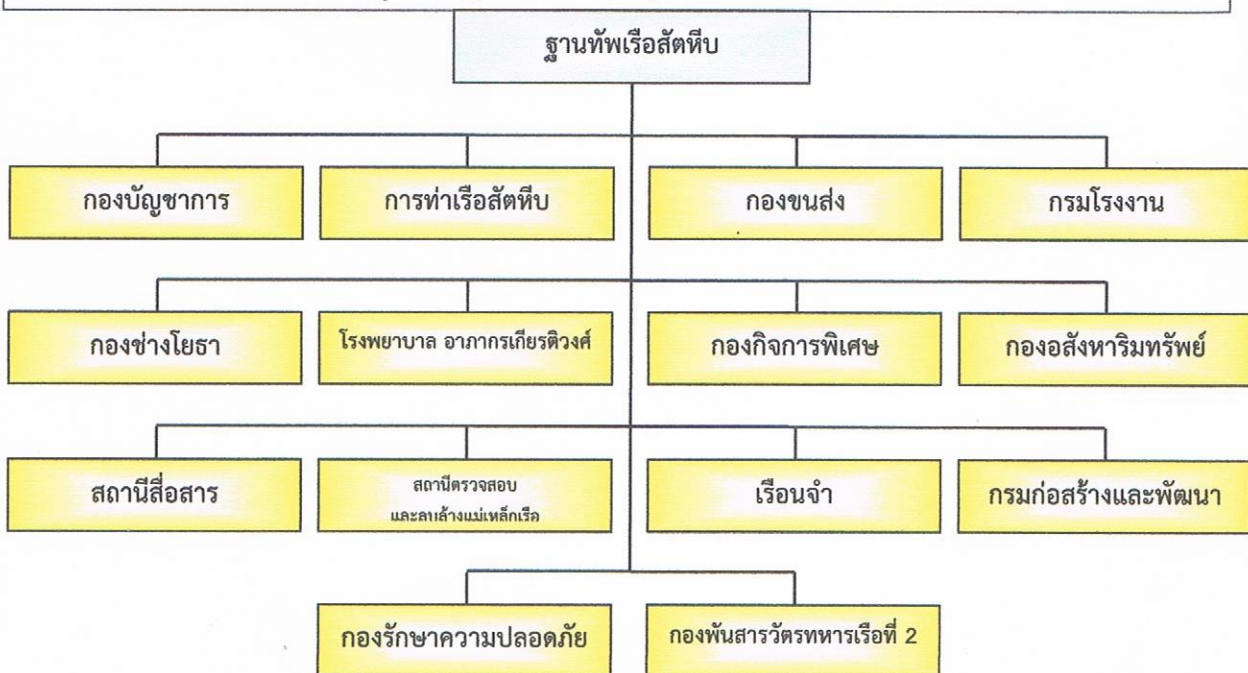 ฐานทัพเรือสัตหีบ
กองบัญชาการ
การท่าเรือสัตหีบ
กองขนส่ง
กรมโรงงาน
กองช่างโยธา
โรงพยาบาล อาภากรเกียรติวงศ์
กองกิจการพิเศษ
กองอสังหาริมทรัพย์
สถานีสื่อสาร
สถานีตรวจสอบ
และลบล้างแม่เหล็กเรือ
เรือนจำ
กรมก่อสร้างและพัฒนา
กองรักษาความปลอดภัย
กองพันสารวัตรทหารเรือที่ 2